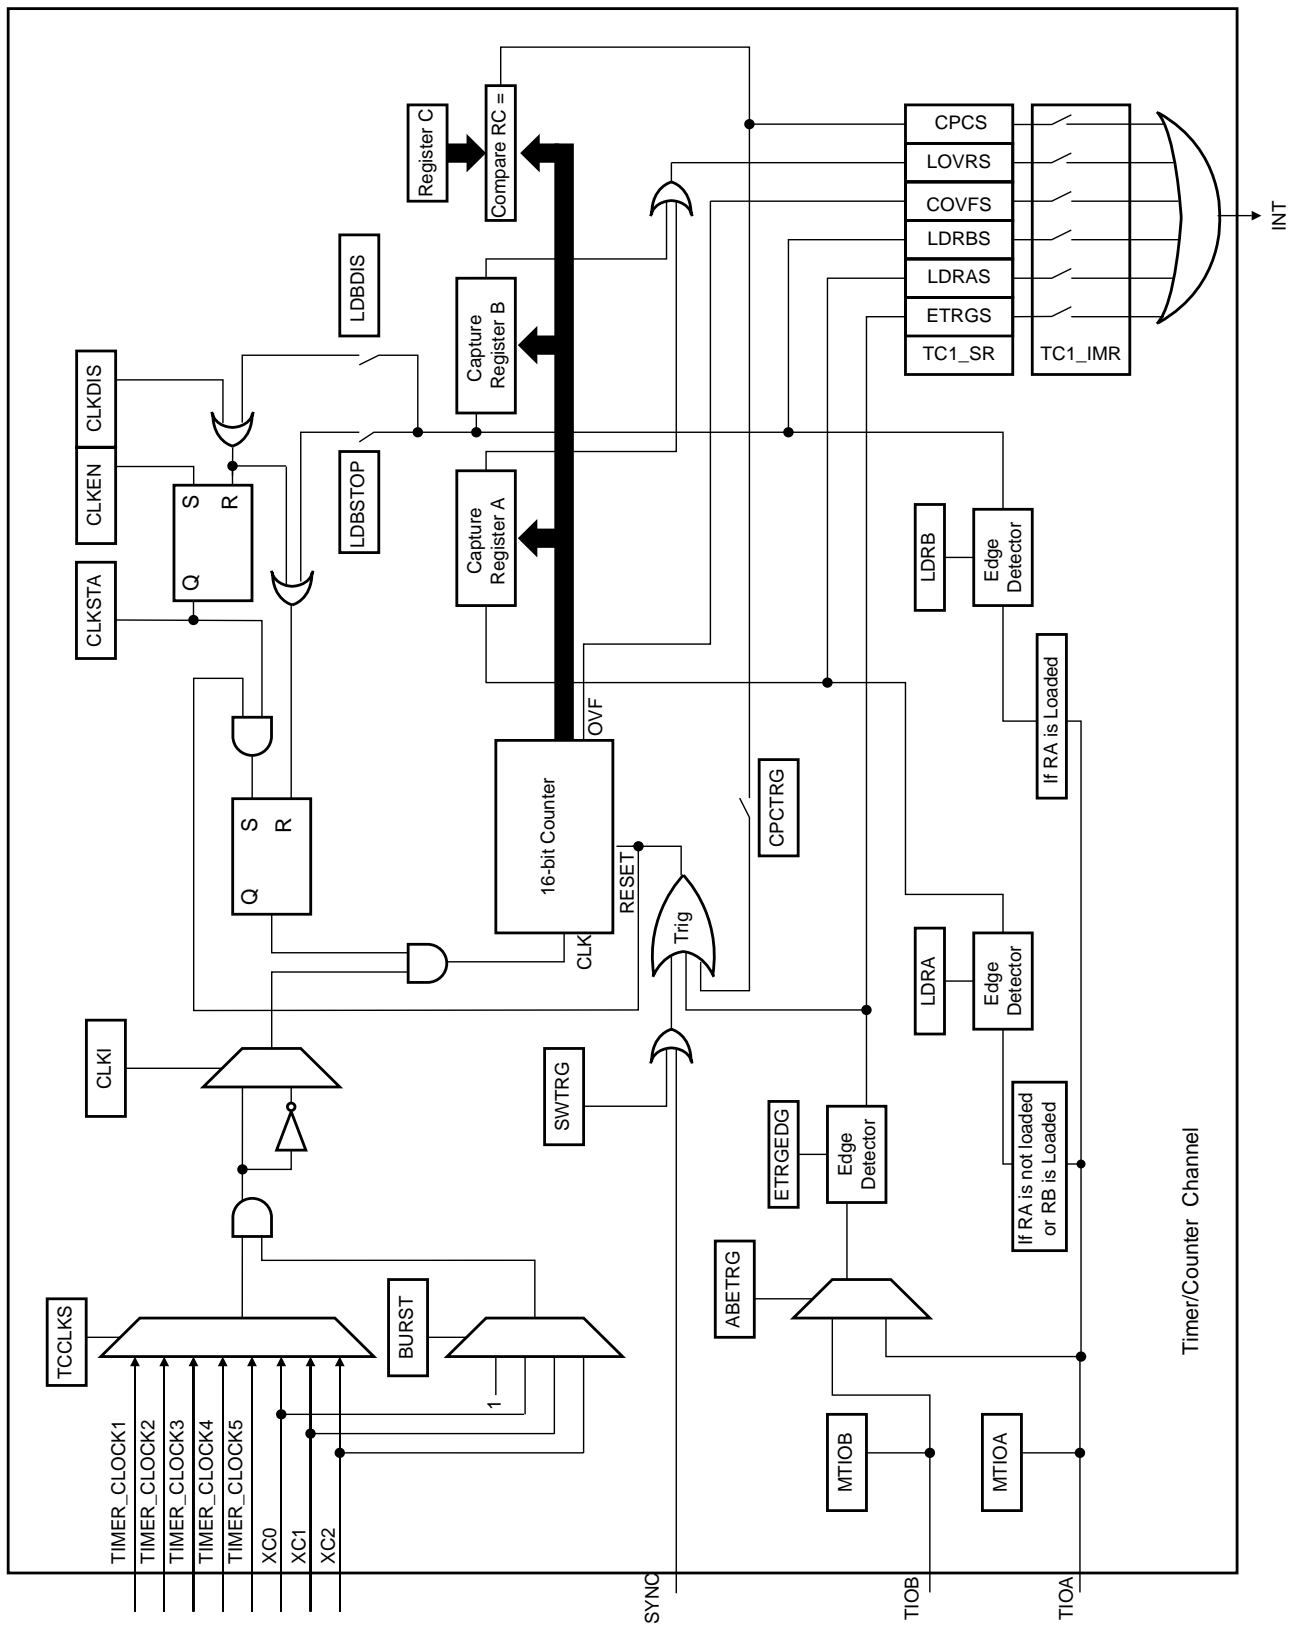 TCCLKS
TIMER_CLOCK1
TIMER_CLOCK2
TIMER_CLOCK3
TIMER_CLOCK4
TIMER_CLOCK5
XC0
XC1
XC2
CLKI
BURST
1
CLKSTA
CLKEN
CLKDIS
Q
S
R
Q
S
R
LDBSTOP
LDBDIS
Capture
Register A
Capture
Register B
Register C
Compare RC =
16-bit Counter
CLK
OVF
RESET
SYNC
SWTRG
Trig
CPCTRG
ABETRG
ETRGEDG
Edge
Detector
MTIOB
TIOB
MTIOA
TIOA
If RA is not loaded
or RB is Loaded
LDRA
Edge
Detector
If RA is Loaded
LDRB
Edge
Detector
CPCS
LOVRS
COVFS
LDRBS
LDRAS
ETRGS
TC1_SR
TC1_IMR
INT
Timer/Counter Channel